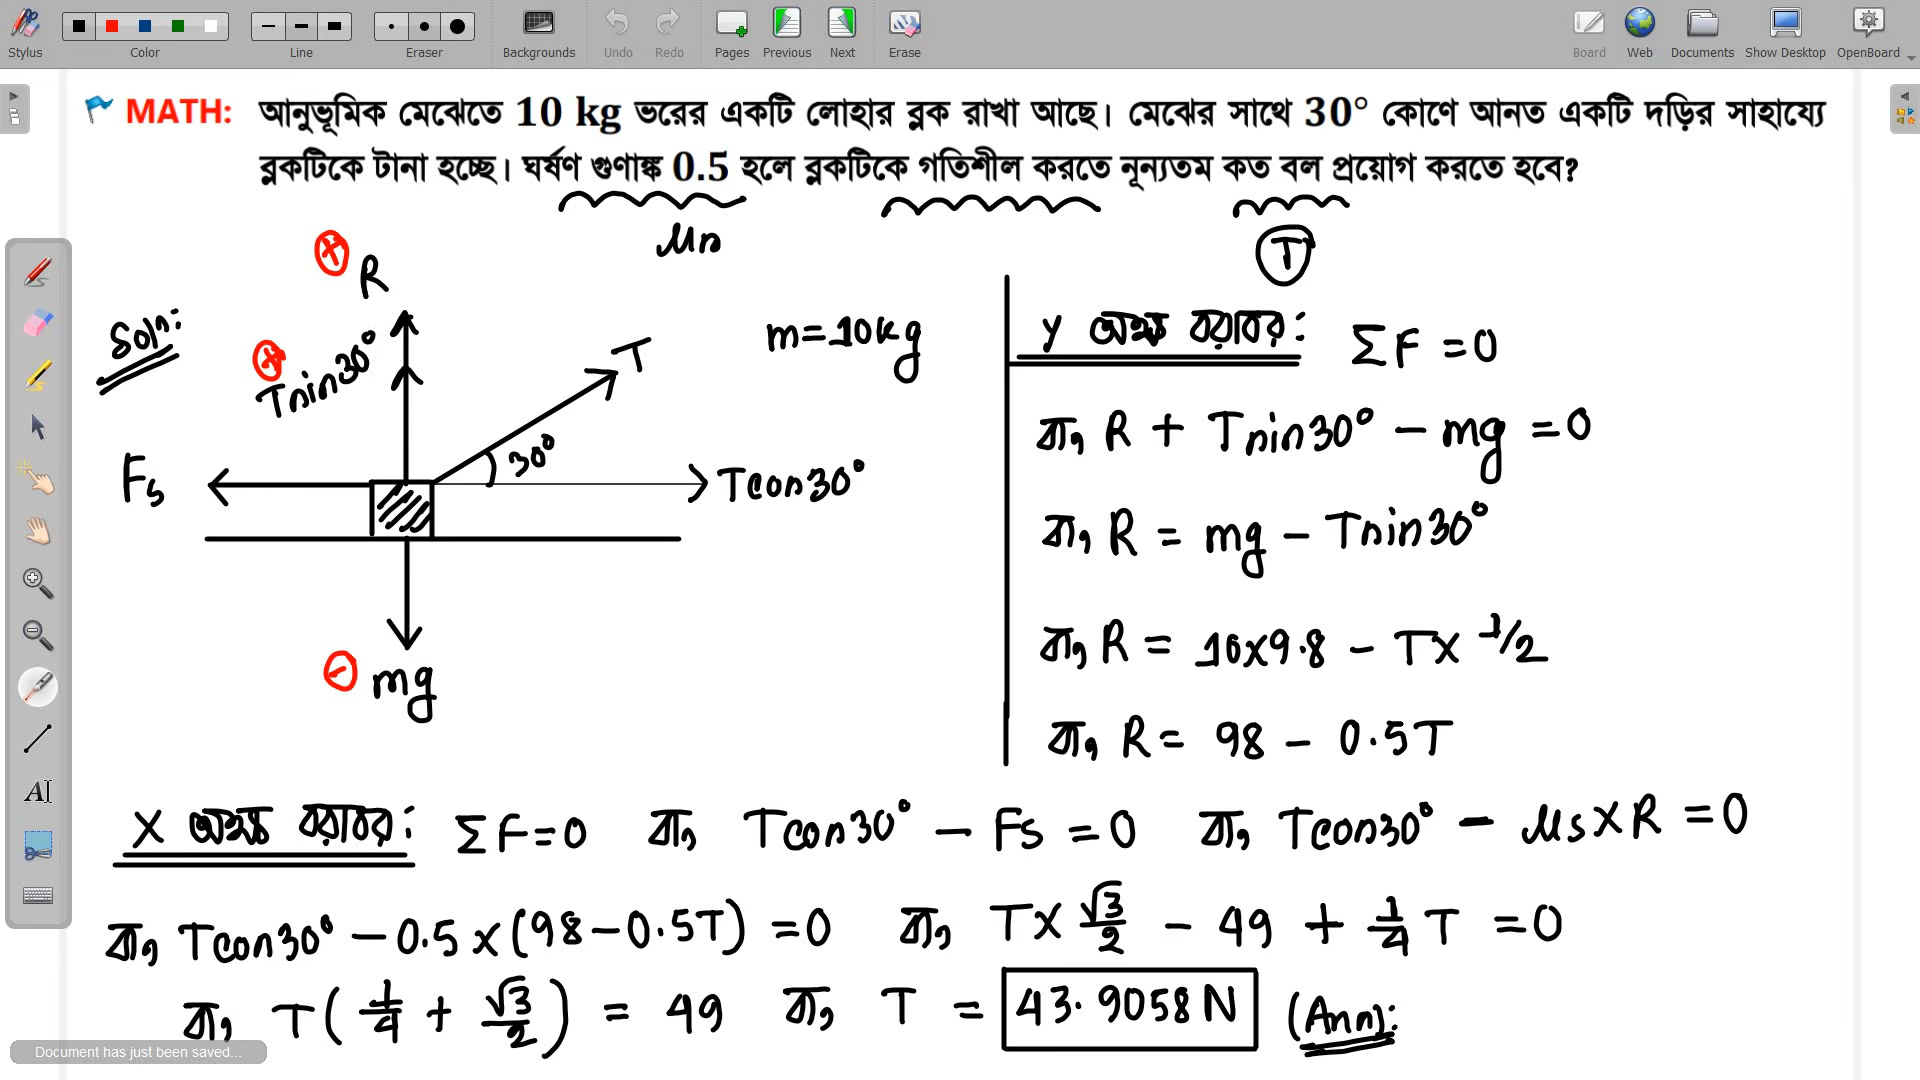 Stylus Color Line Eraser Backgrounds Undo Redo Pages Previous Next Erase Board Web Documents Show Desktop OpenBoard
MATH: আনুভূমিক মেঝেতে 10 kg ভরের একটি লোহার ব্লক রাখা আছে। মেঝের সাথে 30° কোণে আনত একটি দড়ির সাহায্যে
ব্লকটিকে টানা হচ্ছে। ঘর্ষণ গুণাঙ্ক 0.5 হলে ব্লকটিকে গতিশীল করতে নূন্যতম কত বল প্রয়োগ করতে হবে?
μs
T
Soln:
+ R
+ Tsin30°
T
30°
Fs
Tcos30°
- mg
m=10kg
y অক্ষ বরাবর: ΣF = 0
বা, R + Tsin30° - mg = 0
বা, R = mg - Tsin30°
বা, R = 10x9.8 - Tx 1/2
বা, R = 98 - 0.5T
X অক্ষ বরাবর: ΣF=0 বা, Tcos30° - Fs = 0 বা, Tcos30° - μs X R = 0
বা, Tcos30° - 0.5 x (98-0.5T) = 0 বা, Tx √3/2 - 49 + 1/4 T = 0
বা, T( 1/4 + √3/2 ) = 49 বা, T = 43.9058 N (Ans):
Document has just been saved...